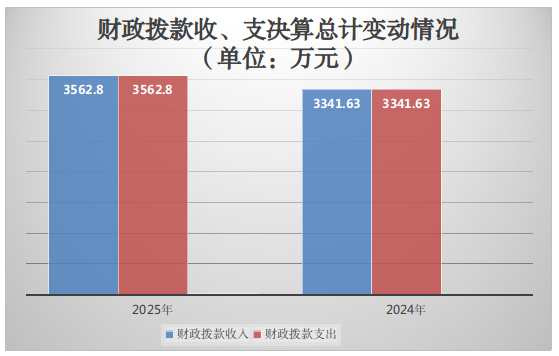 财政拨款收、支决算总计变动情况
（单位：万元）
3562.8 3562.8 3341.63 3341.63
2025年 2024年
财政拨款收入 财政拨款支出